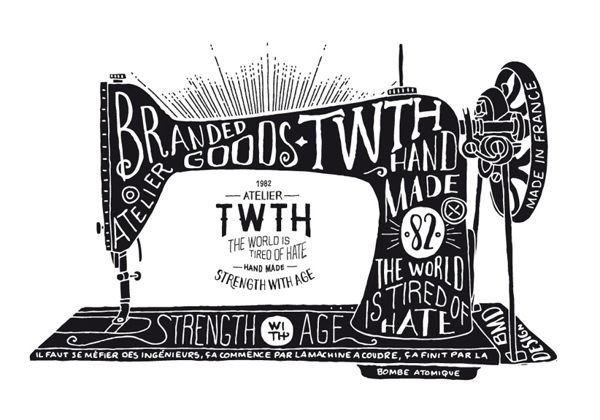 BRANDED
GOODS
TWTH
ATELIER
HAND
MADE
MADE IN FRANCE
1982
ATELIER
TWTH
THE WORLD IS
TIRED OF HATE
HAND MADE
STRENGTH WITH AGE
·82·
THE WORLD
IS TIRED OF
HATE
STRENGTH WITH AGE
BMD
DESIGN
IL FAUT SE MÉFIER DES INGÉNIEURS, ÇA COMMENCE PAR LA MACHINE A COUDRE, ÇA FINIT PAR LA
BOMBE ATOMIQUE